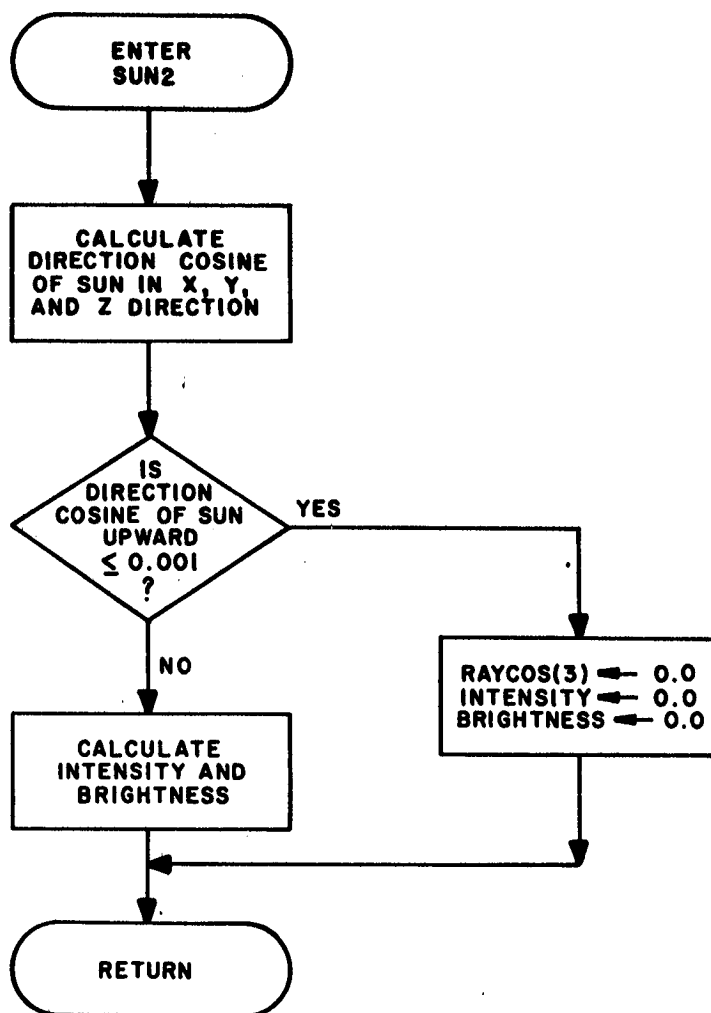 ENTER
SUN2
CALCULATE
DIRECTION COSINE
OF SUN IN X, Y,
AND Z DIRECTION
IS
DIRECTION
COSINE OF SUN
UPWARD
≤ 0.001
?
YES
NO
RAYCOS(3) ← 0.0
INTENSITY ← 0.0
BRIGHTNESS ← 0.0
CALCULATE
INTENSITY AND
BRIGHTNESS
RETURN